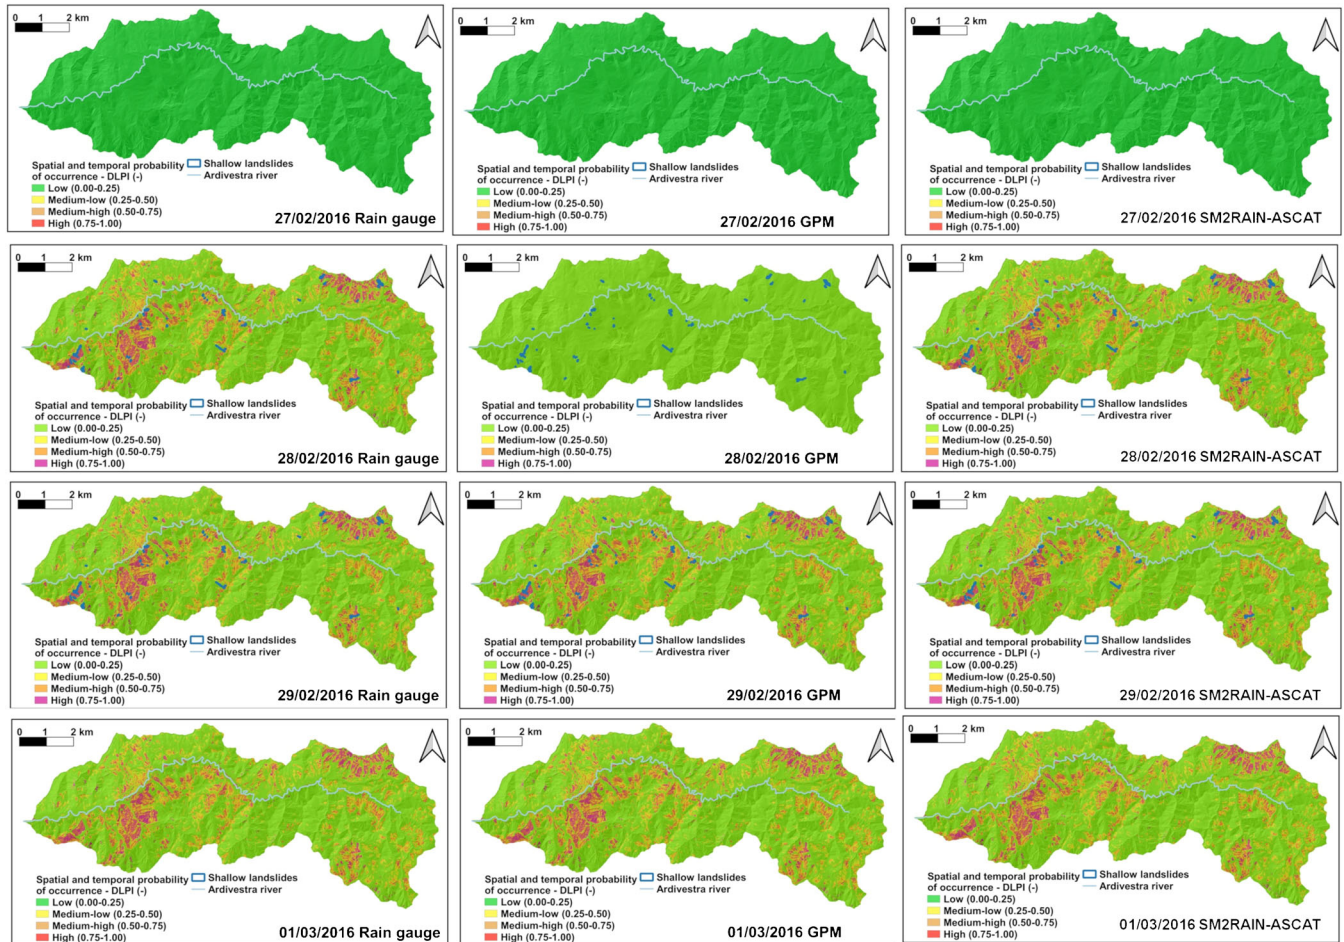 0 1 2 km
Spatial and temporal probability
of occurrence - DLPI (-)
Low (0.00-0.25)
Medium-low (0.25-0.50)
Medium-high (0.50-0.75)
High (0.75-1.00)
Shallow landslides
Ardivestra river
27/02/2016 Rain gauge
0 1 2 km
Spatial and temporal probability
of occurrence - DLPI (-)
Low (0.00-0.25)
Medium-low (0.25-0.50)
Medium-high (0.50-0.75)
High (0.75-1.00)
Shallow landslides
Ardivestra river
27/02/2016 GPM
0 1 2 km
Spatial and temporal probability
of occurrence - DLPI (-)
Low (0.00-0.25)
Medium-low (0.25-0.50)
Medium-high (0.50-0.75)
High (0.75-1.00)
Shallow landslides
Ardivestra river
27/02/2016 SM2RAIN-ASCAT
0 1 2 km
Spatial and temporal probability
of occurrence - DLPI (-)
Low (0.00-0.25)
Medium-low (0.25-0.50)
Medium-high (0.50-0.75)
High (0.75-1.00)
Shallow landslides
Ardivestra river
28/02/2016 Rain gauge
0 1 2 km
Spatial and temporal probability
of occurrence - DLPI (-)
Low (0.00-0.25)
Medium-low (0.25-0.50)
Medium-high (0.50-0.75)
High (0.75-1.00)
Shallow landslides
Ardivestra river
28/02/2016 GPM
0 1 2 km
Spatial and temporal probability
of occurrence - DLPI (-)
Low (0.00-0.25)
Medium-low (0.25-0.50)
Medium-high (0.50-0.75)
High (0.75-1.00)
Shallow landslides
Ardivestra river
28/02/2016 SM2RAIN-ASCAT
0 1 2 km
Spatial and temporal probability
of occurrence - DLPI (-)
Low (0.00-0.25)
Medium-low (0.25-0.50)
Medium-high (0.50-0.75)
High (0.75-1.00)
Shallow landslides
Ardivestra river
29/02/2016 Rain gauge
0 1 2 km
Spatial and temporal probability
of occurrence - DLPI (-)
Low (0.00-0.25)
Medium-low (0.25-0.50)
Medium-high (0.50-0.75)
High (0.75-1.00)
Shallow landslides
Ardivestra river
29/02/2016 GPM
0 1 2 km
Spatial and temporal probability
of occurrence - DLPI (-)
Low (0.00-0.25)
Medium-low (0.25-0.50)
Medium-high (0.50-0.75)
High (0.75-1.00)
Shallow landslides
Ardivestra river
29/02/2016 SM2RAIN-ASCAT
0 1 2 km
Spatial and temporal probability
of occurrence - DLPI (-)
Low (0.00-0.25)
Medium-low (0.25-0.50)
Medium-high (0.50-0.75)
High (0.75-1.00)
Shallow landslides
Ardivestra river
01/03/2016 Rain gauge
0 1 2 km
Spatial and temporal probability
of occurrence - DLPI (-)
Low (0.00-0.25)
Medium-low (0.25-0.50)
Medium-high (0.50-0.75)
High (0.75-1.00)
Shallow landslides
Ardivestra river
01/03/2016 GPM
0 1 2 km
Spatial and temporal probability
of occurrence - DLPI (-)
Low (0.00-0.25)
Medium-low (0.25-0.50)
Medium-high (0.50-0.75)
High (0.75-1.00)
Shallow landslides
Ardivestra river
01/03/2016 SM2RAIN-ASCAT